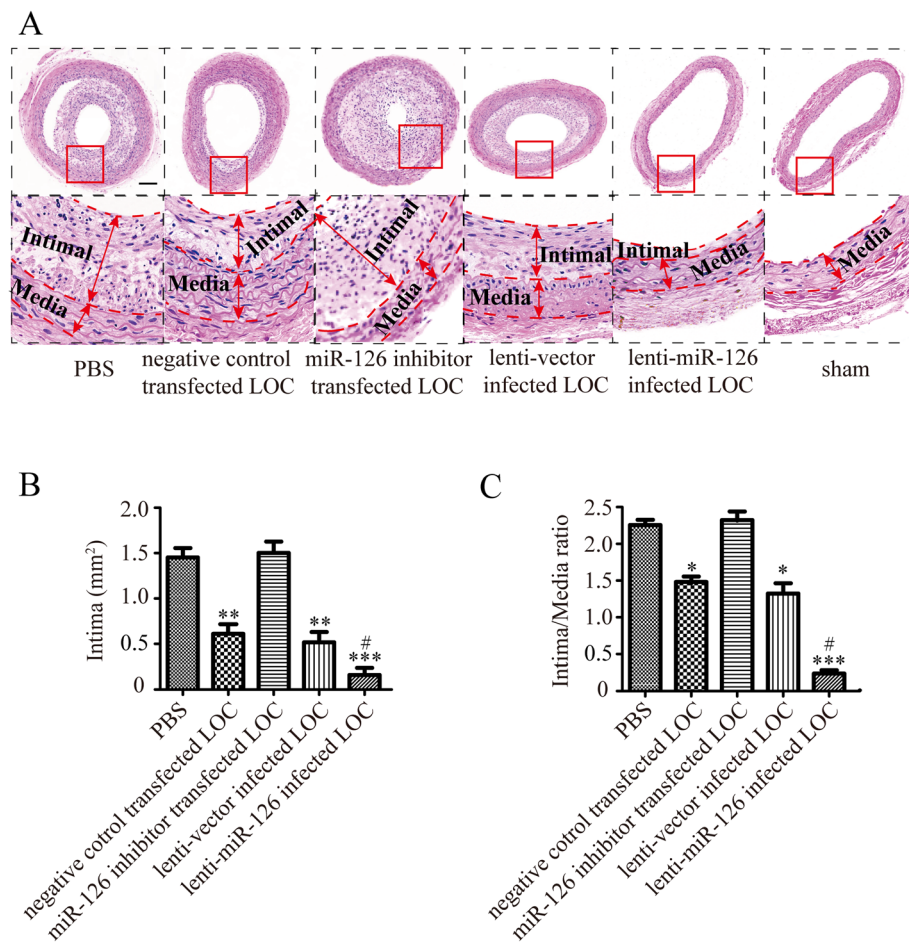 A
Intimal
Media
Intimal
Media
Intimal
Media
Intimal
Media
Intimal
Media
Media
PBS
negative control
transfected LOC
miR-126 inhibitor
transfected LOC
lenti-vector
infected LOC
lenti-miR-126
infected LOC
sham
B
Intima (mm²)
2.0
1.5
1.0
0.5
0
**
**
#
***
PBS
negative cotrol transfected LOC
miR-126 inhibitor transfected LOC
lenti-vector infected LOC
lenti-miR-126 infected LOC
C
Intima/Media ratio
2.5
2.0
1.5
1.0
0.5
0
*
*
#
***
PBS
negative cotrol transfected LOC
miR-126 inhibitor transfected LOC
lenti-vector infected LOC
lenti-miR-126 infected LOC